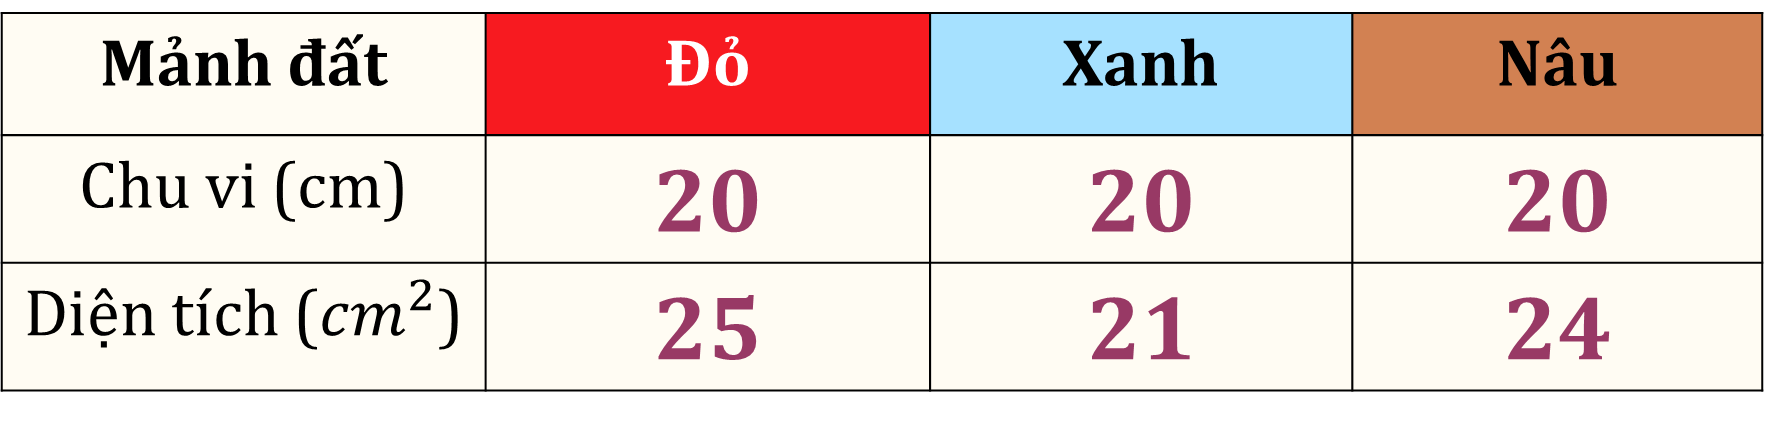 Mảnh đất Đỏ Xanh Nâu
Chu vi (cm) 20 20 20
Diện tích (cm²) 25 21 24